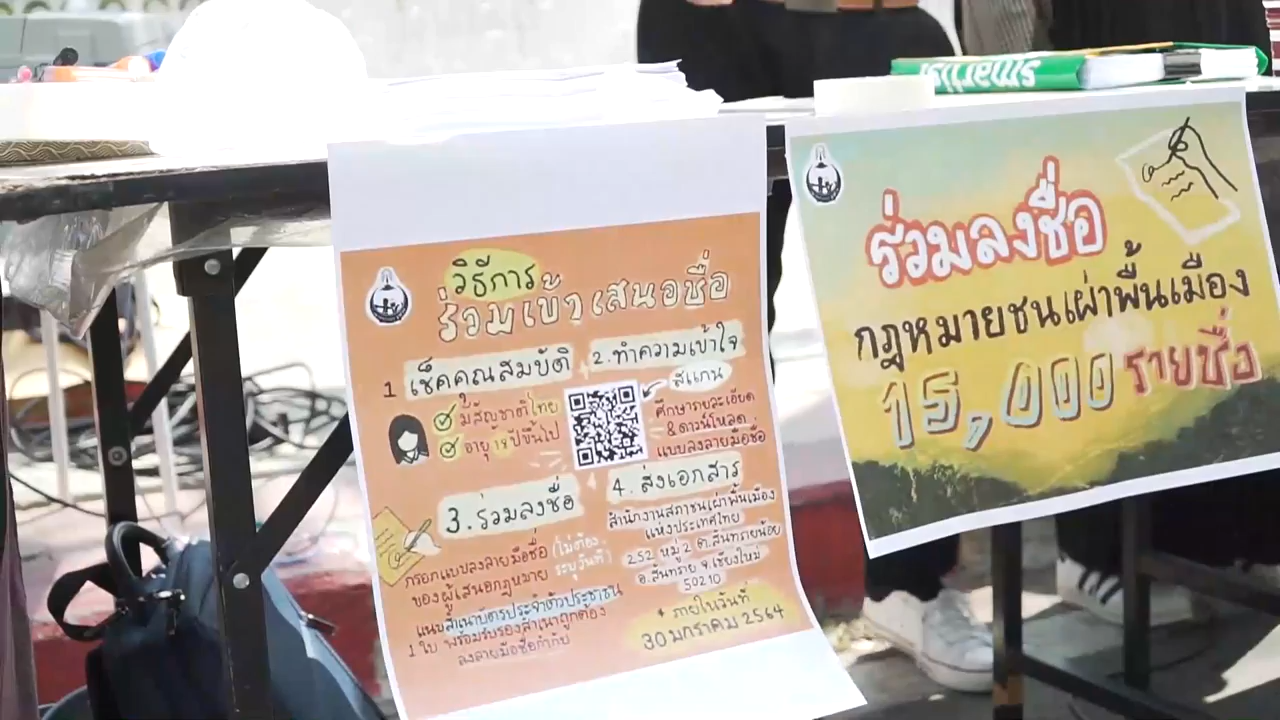 วิธีการ
ร่วมเข้าเสนอชื่อ
1 เช็คคุณสมบัติ
มีสัญชาติไทย
อายุ 18 ปีขึ้นไป
2. ทำความเข้าใจ
สแกน
ศึกษารายละเอียด
& ดาวน์โหลด
แบบลงลายมือชื่อ
3. ร่วมลงชื่อ
กรอกแบบลงลายมือชื่อ (ไม่ต้อง
ของผู้เสนอกฎหมาย ระบุวันที่)
แนบสำเนาบัตรประจำตัวประชาชน
1 ใบ พร้อมรับรองสำเนาถูกต้อง
ลงลายมือชื่อกำกับ
4. ส่งเอกสาร
สำนักงานสภาชนเผ่าพื้นเมือง
แห่งประเทศไทย
252 หมู่ 2 ต.สันทรายน้อย
อ.สันทราย จ.เชียงใหม่
50210
* ภายในวันที่
30 มกราคม 2564
ร่วมลงชื่อ
กฎหมายชนเผ่าพื้นเมือง
15,000 รายชื่อ
smartist